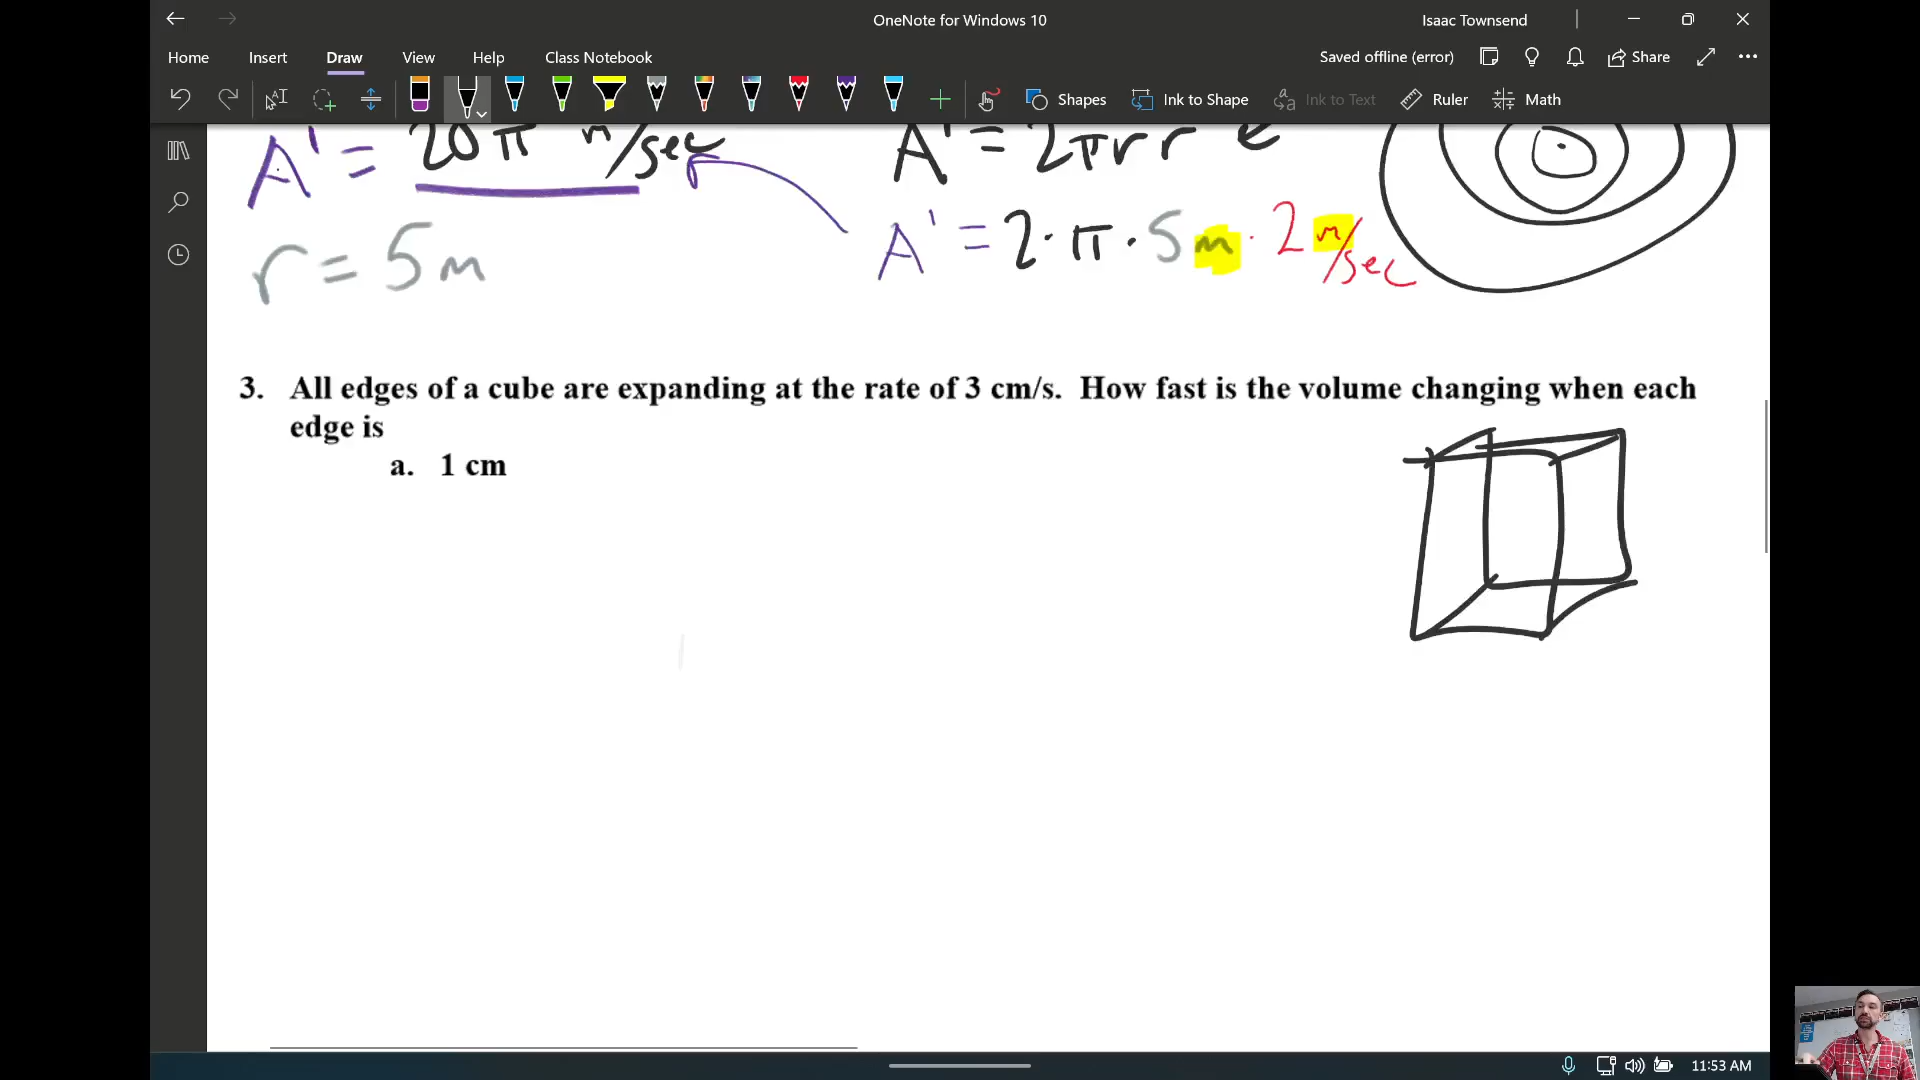 OneNote for Windows 10
Isaac Townsend
Home Insert Draw View Help Class Notebook
Saved offline (error) Share
Shapes Ink to Shape Ink to Text Ruler Math
A' = 20 π m/sec
A' = 2πr r'
r = 5 m
A' = 2 · π · 5 m · 2 m/sec
3. All edges of a cube are expanding at the rate of 3 cm/s. How fast is the volume changing when each
edge is
a. 1 cm
11:53 AM